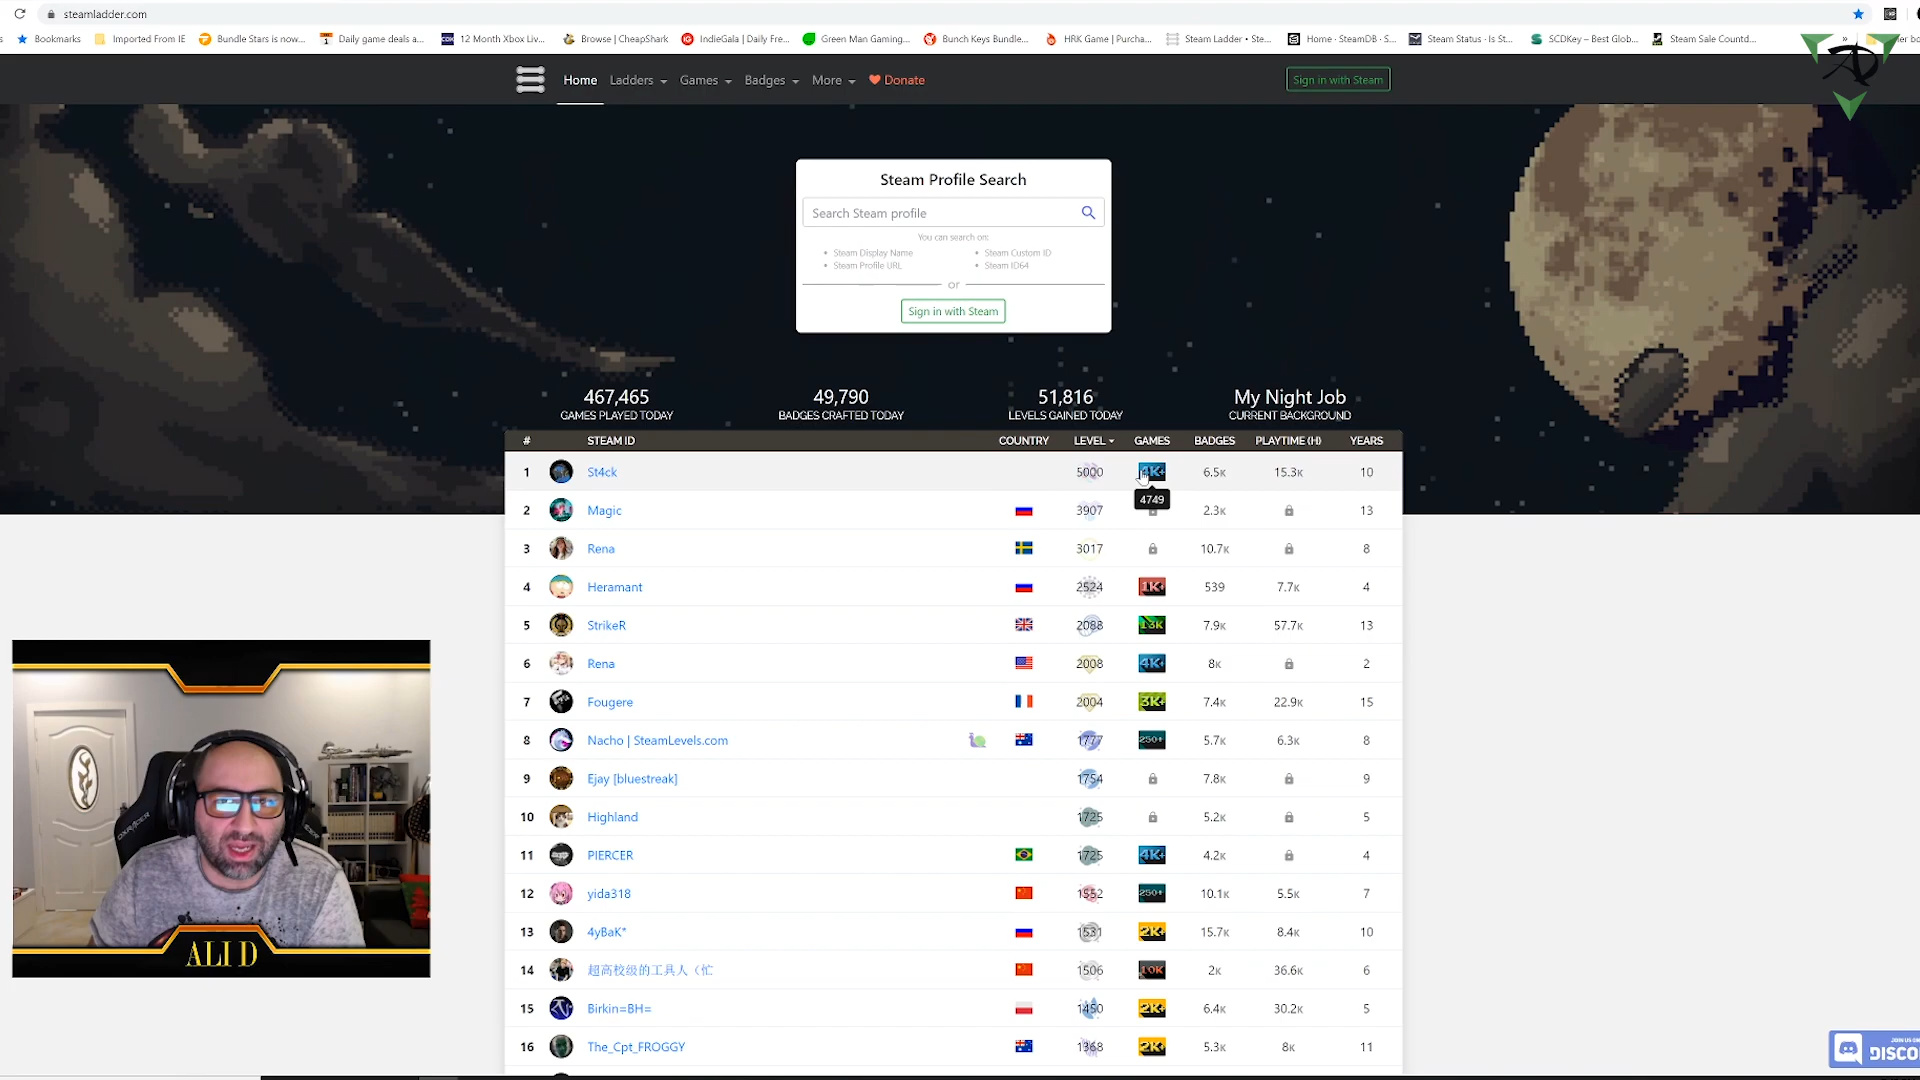 steamladder.com
Bookmarks Imported From IE Bundle Stars is now... Daily game deals a... 12 Month Xbox Liv... Browse | CheapShark IndieGala | Daily Fre... Green Man Gaming... Bunch Keys Bundle... HRK Game | Purcha... Steam Ladder • Ste... Home · SteamDB · S... Steam Status · Is St... SCDKey – Best Glob... Steam Sale Countd...
Home Ladders Games Badges More Donate Sign in with Steam
Steam Profile Search
Search Steam profile
You can search on:
• Steam Display Name • Steam Custom ID
• Steam Profile URL • Steam ID64
or
Sign in with Steam
467,465 49,790 51,816 My Night Job
GAMES PLAYED TODAY BADGES CRAFTED TODAY LEVELS GAINED TODAY CURRENT BACKGROUND
# STEAM ID COUNTRY LEVEL GAMES BADGES PLAYTIME (H) YEARS
1 St4ck 5000 4K+ 6.5K 15.3K 10
4749
2 Magic 3907 2.3K 13
3 Rena 3017 10.7K 8
4 Heramant 2524 1K+ 539 7.7K 4
5 StrikeR 2088 13K 7.9K 57.7K 13
6 Rena 2008 4K+ 8K 2
7 Fougere 2004 3K+ 7.4K 22.9K 15
8 Nacho | SteamLevels.com 1777 250+ 5.7K 6.3K 8
9 Ejay [bluestreak] 1754 7.8K 9
10 Highland 1725 5.2K 5
11 PIERCER 1725 4K+ 4.2K 4
12 yida318 1552 250+ 10.1K 5.5K 7
13 4yBaK* 1531 2K+ 15.7K 8.4K 10
14 超高校级的工具人（忙 1506 10K 2K 36.6K 6
15 Birkin=BH= 1450 2K+ 6.4K 30.2K 5
16 The_Cpt_FROGGY 1368 2K+ 5.3K 8K 11
DXRACER
ALI D
JOIN US ON
DISCO